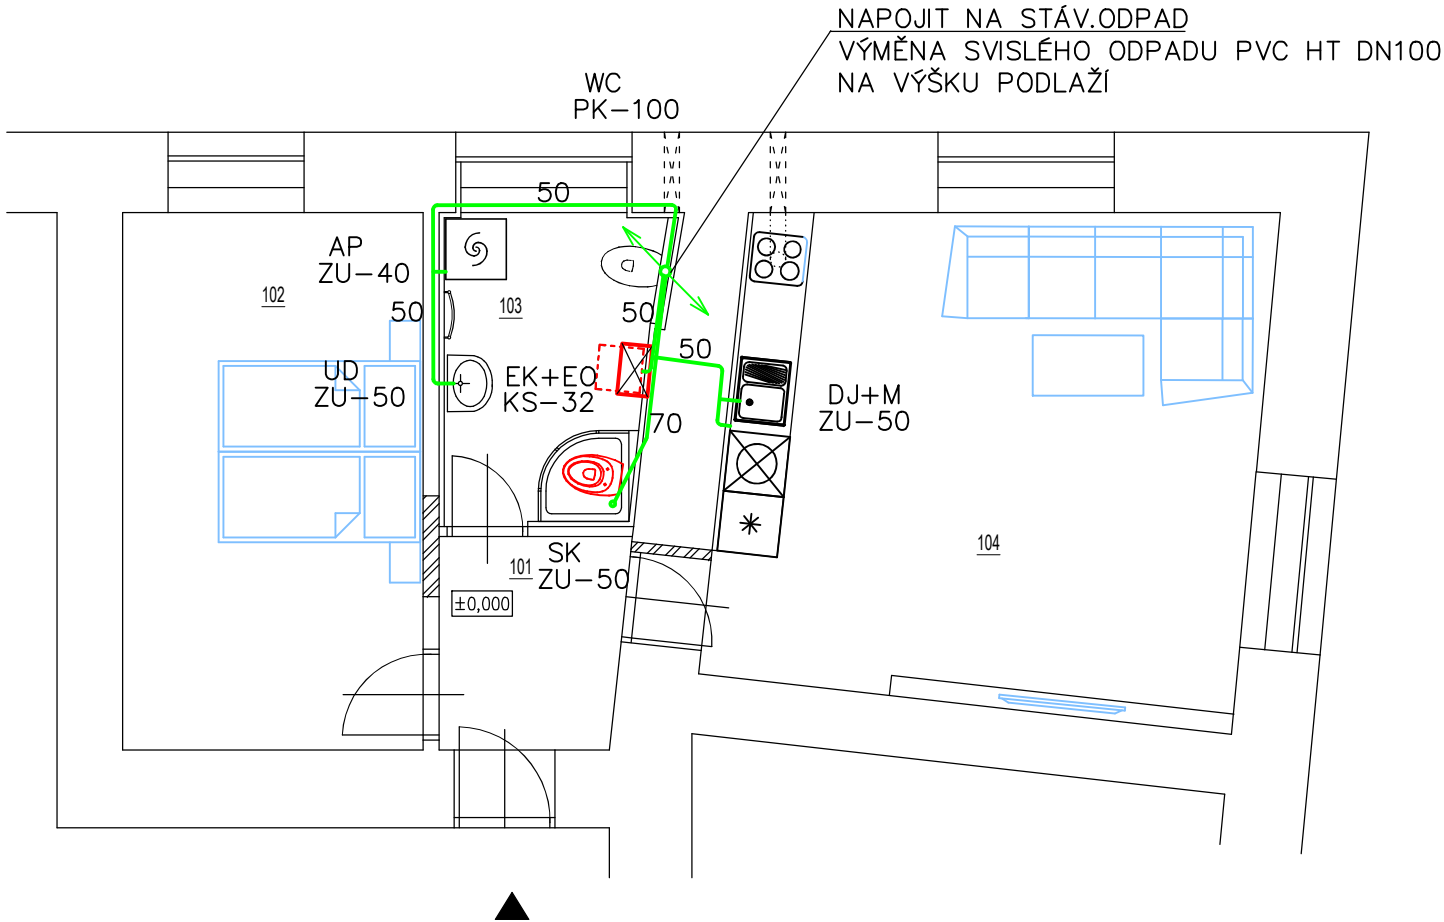 NAPOJIT NA STÁV.ODPAD
VÝMĚNA SVISLÉHO ODPADU PVC HT DN100
NA VÝŠKU PODLAŽÍ
WC
PK-100
50
AP
ZU-40
102
50
103
50
50
UD
ZU-50
EK+EO
KS-32
DJ+M
ZU-50
70
101
SK
ZU-50
±0,000
104